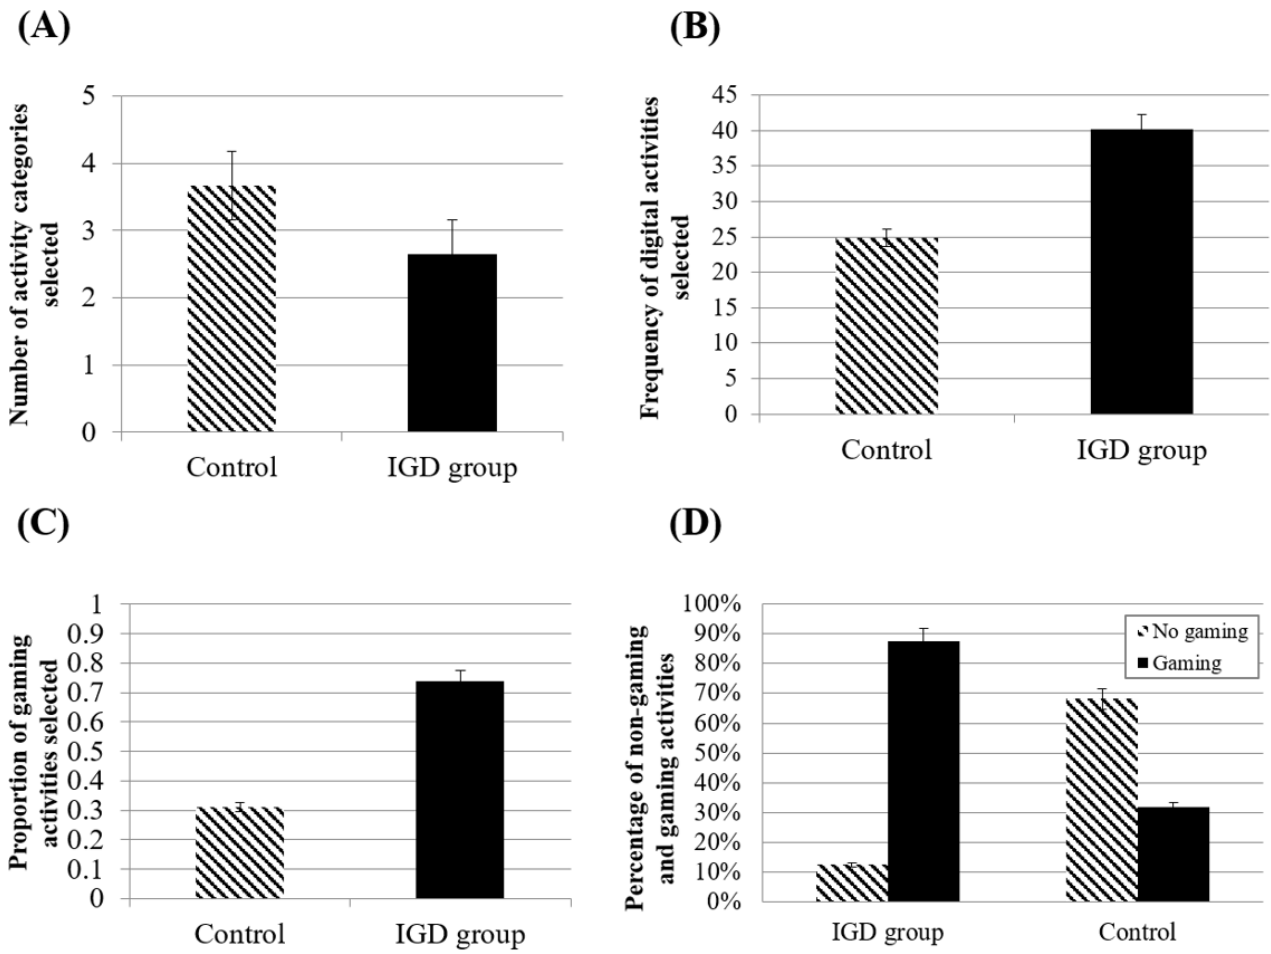 (A)
Number of activity categories
selected
5
4
3
2
1
0
Control
IGD group
(B)
Frequency of digital activities
selected
45
40
35
30
25
20
15
10
5
0
Control
IGD group
(C)
Proportion of gaming
activities selected
1
0.9
0.8
0.7
0.6
0.5
0.4
0.3
0.2
0.1
0
Control
IGD group
(D)
Percentage of non-gaming
and gaming activities
100%
90%
80%
70%
60%
50%
40%
30%
20%
10%
0%
No gaming
Gaming
IGD group
Control